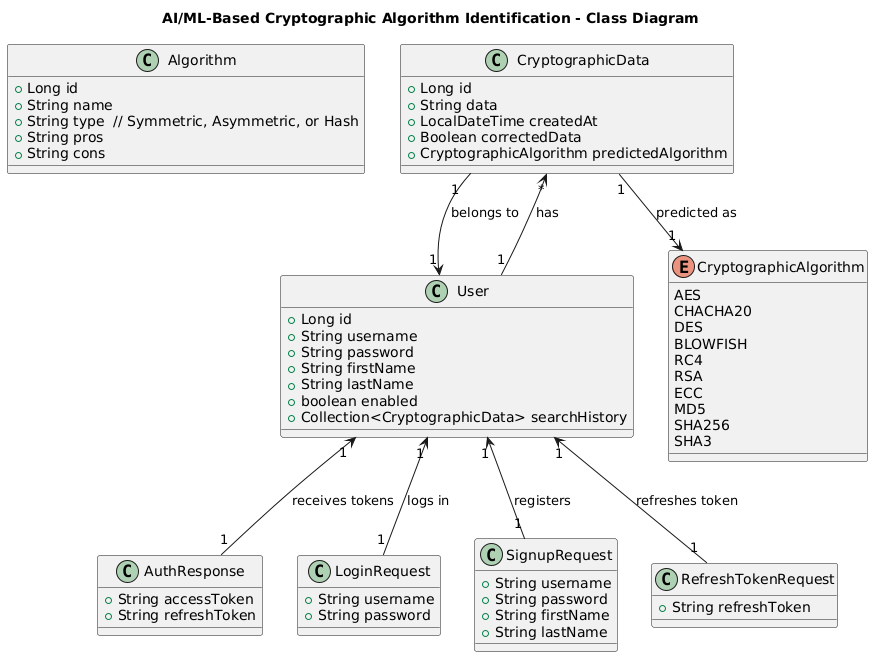 AI/ML-Based Cryptographic Algorithm Identification - Class Diagram
C Algorithm
Long id
String name
String type // Symmetric, Asymmetric, or Hash
String pros
String cons
C CryptographicData
Long id
String data
LocalDateTime createdAt
Boolean correctedData
CryptographicAlgorithm predictedAlgorithm
1
*
1
belongs to
has
predicted as
1
1
1
E CryptographicAlgorithm
AES
CHACHA20
DES
BLOWFISH
RC4
RSA
ECC
MD5
SHA256
SHA3
C User
Long id
String username
String password
String firstName
String lastName
boolean enabled
Collection<CryptographicData> searchHistory
1
1
1
1
receives tokens
logs in
registers
refreshes token
1
1
1
1
C AuthResponse
String accessToken
String refreshToken
C LoginRequest
String username
String password
C SignupRequest
String username
String password
String firstName
String lastName
C RefreshTokenRequest
String refreshToken